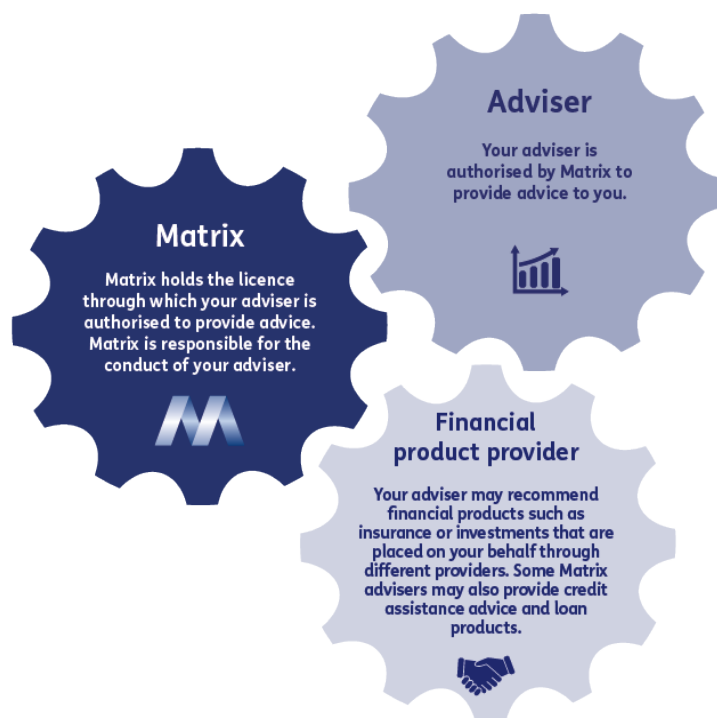 Adviser
Your adviser is
authorised by Matrix to
provide advice to you.
Matrix
Matrix holds the licence
through which your adviser is
authorised to provide advice.
Matrix is responsible for the
conduct of your adviser.
M
Financial
product provider
Your adviser may recommend
financial products such as
insurance or investments that are
placed on your behalf through
different providers. Some Matrix
advisers may also provide credit
assistance advice and loan
products.